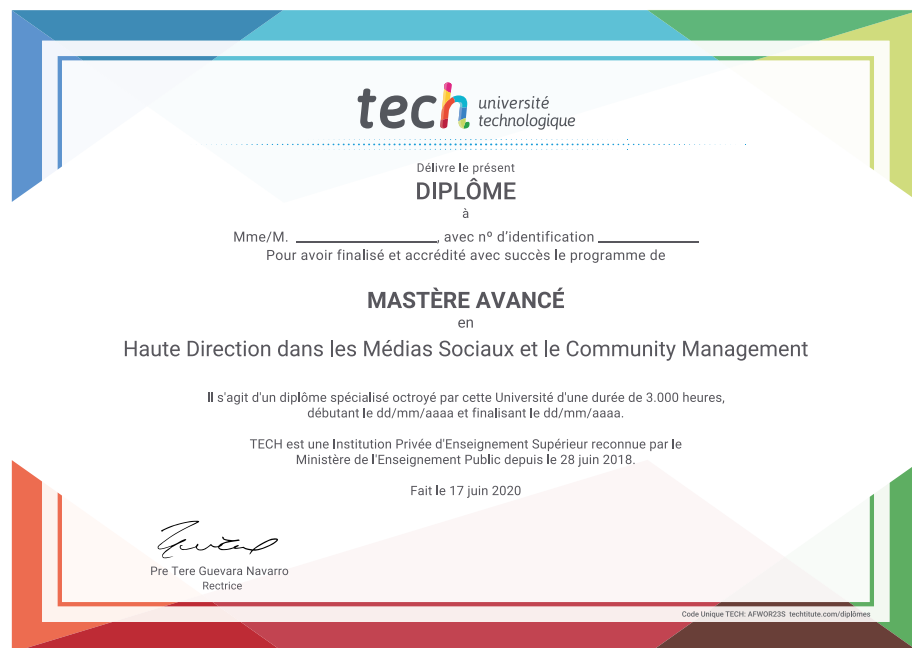 tech université
technologique
Délivre le présent
DIPLÔME
à
Mme/M. ____________, avec nº d'identification ____________
Pour avoir finalisé et accrédité avec succès le programme de
MASTÈRE AVANCÉ
en
Haute Direction dans les Médias Sociaux et le Community Management
Il s'agit d'un diplôme spécialisé octroyé par cette Université d'une durée de 3.000 heures,
débutant le dd/mm/aaaa et finalisant le dd/mm/aaaa.
TECH est une Institution Privée d'Enseignement Supérieur reconnue par le
Ministère de l'Enseignement Public depuis le 28 juin 2018.
Fait le 17 juin 2020
Pre Tere Guevara Navarro
Rectrice
Code Unique TECH: AFWOR23S techtitute.com/diplômes